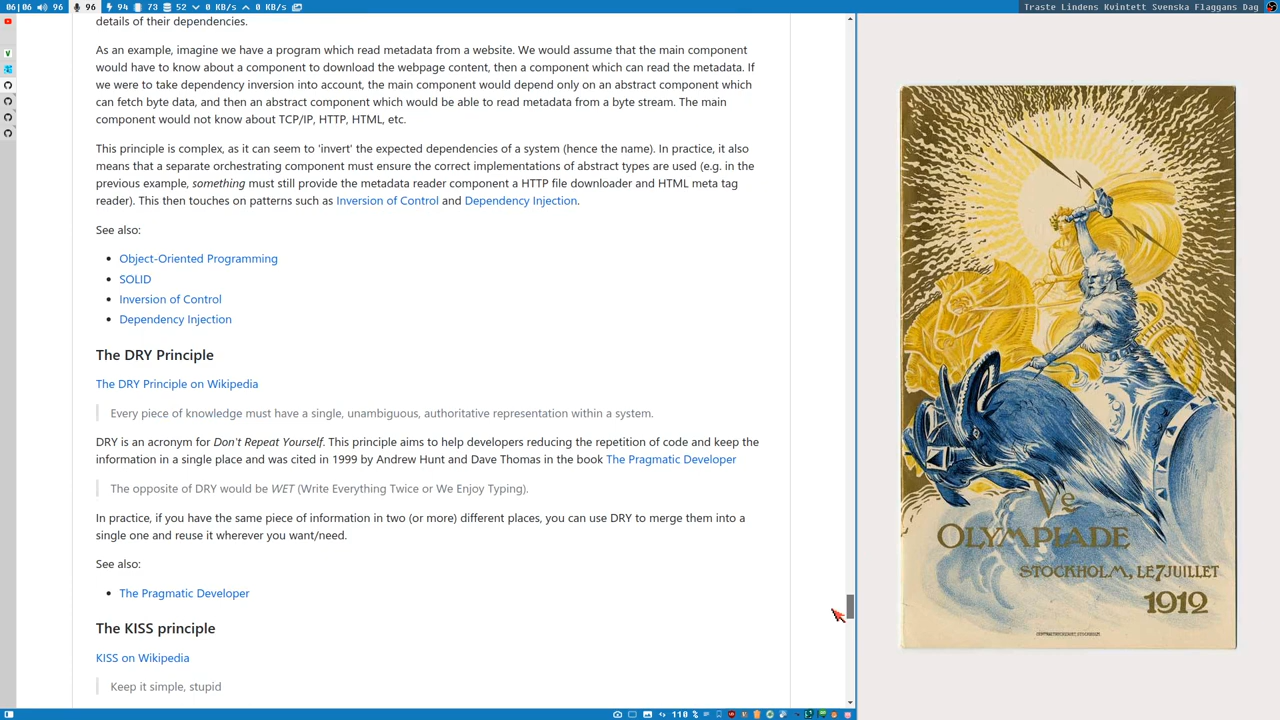 06|06 96 96 94 73 52 0 KB/s 0 KB/s
Traste Lindens Kvintett Svenska Flaggans Dag
details of their dependencies.
As an example, imagine we have a program which read metadata from a website. We would assume that the main component
would have to know about a component to download the webpage content, then a component which can read the metadata. If
we were to take dependency inversion into account, the main component would depend only on an abstract component which
can fetch byte data, and then an abstract component which would be able to read metadata from a byte stream. The main
component would not know about TCP/IP, HTTP, HTML, etc.
This principle is complex, as it can seem to 'invert' the expected dependencies of a system (hence the name). In practice, it also
means that a separate orchestrating component must ensure the correct implementations of abstract types are used (e.g. in the
previous example, something must still provide the metadata reader component a HTTP file downloader and HTML meta tag
reader). This then touches on patterns such as Inversion of Control and Dependency Injection.
See also:
• Object-Oriented Programming
• SOLID
• Inversion of Control
• Dependency Injection
The DRY Principle
The DRY Principle on Wikipedia
Every piece of knowledge must have a single, unambiguous, authoritative representation within a system.
DRY is an acronym for Don't Repeat Yourself. This principle aims to help developers reducing the repetition of code and keep the
information in a single place and was cited in 1999 by Andrew Hunt and Dave Thomas in the book The Pragmatic Developer
The opposite of DRY would be WET (Write Everything Twice or We Enjoy Typing).
In practice, if you have the same piece of information in two (or more) different places, you can use DRY to merge them into a
single one and reuse it wherever you want/need.
See also:
• The Pragmatic Developer
The KISS principle
KISS on Wikipedia
Keep it simple, stupid
110 %
Ve
OLYMPIADE
STOCKHOLM, LE 7 JUILLET
1912